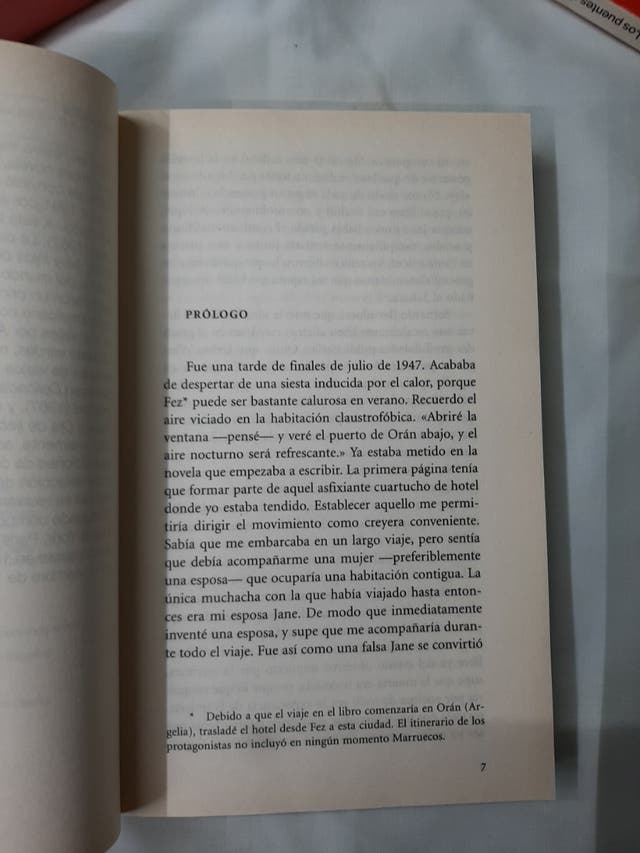 Los puentes
PRÓLOGO
Fue una tarde de finales de julio de 1947. Acababa
de despertar de una siesta inducida por el calor, porque
Fez* puede ser bastante calurosa en verano. Recuerdo el
aire viciado en la habitación claustrofóbica. «Abriré la
ventana —pensé— y veré el puerto de Orán abajo, y el
aire nocturno será refrescante.» Ya estaba metido en la
novela que empezaba a escribir. La primera página tenía
que formar parte de aquel asfixiante cuartucho de hotel
donde yo estaba tendido. Establecer aquello me permi-
tiría dirigir el movimiento como creyera conveniente.
Sabía que me embarcaba en un largo viaje, pero sentía
que debía acompañarme una mujer —preferiblemente
una esposa— que ocuparía una habitación contigua. La
única muchacha con la que había viajado hasta enton-
ces era mi esposa Jane. De modo que inmediatamente
inventé una esposa, y supe que me acompañaría duran-
te todo el viaje. Fue así como una falsa Jane se convirtió
* Debido a que el viaje en el libro comenzaría en Orán (Ar-
gelia), trasladé el hotel desde Fez a esta ciudad. El itinerario de los
protagonistas no incluyó en ningún momento Marruecos.
7